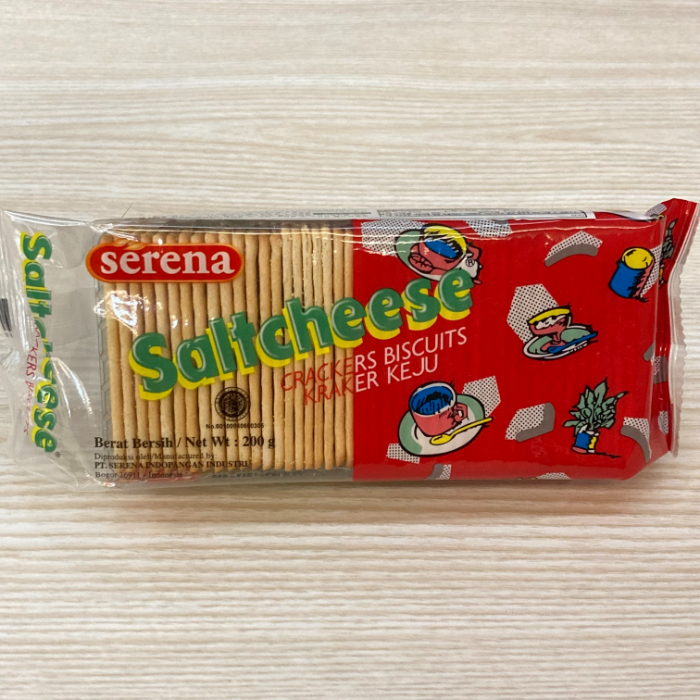 serena
Saltcheese
®
CRACKERS BISCUITS
KRAKER KEJU
Berat Bersih / Net Wt : 200 g
Diproduksi oleh/Manufactured by
PT. SERENA INDOPANGAN INDUSTRI
Indonesia
Saltcheese